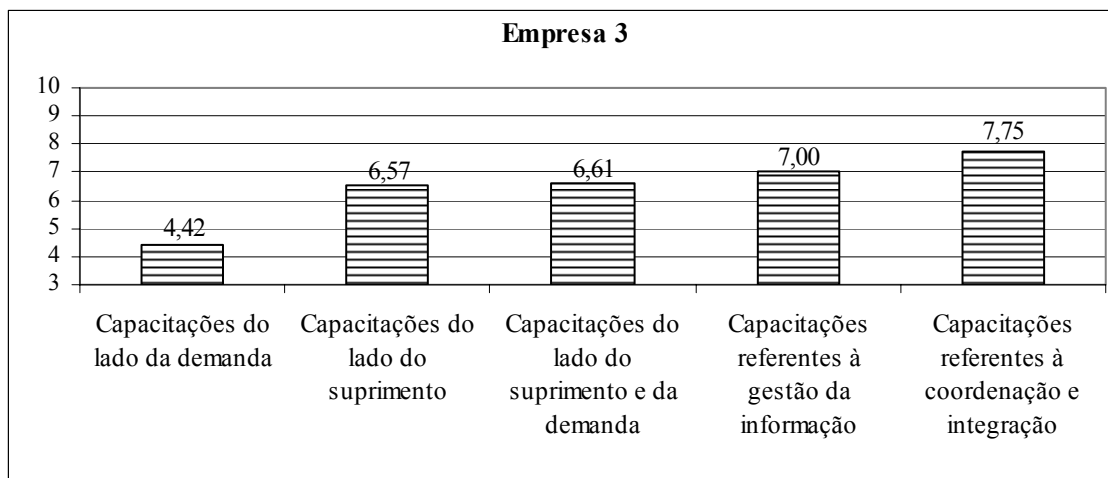 Empresa 3
10
9
8
7
6
5
4
3
4,42
6,57
6,61
7,00
7,75
Capacitações do
lado da demanda
Capacitações do
lado do
suprimento
Capacitações do
lado do
suprimento e da
demanda
Capacitações
referentes à
gestão da
informação
Capacitações
referentes à
coordenação e
integração